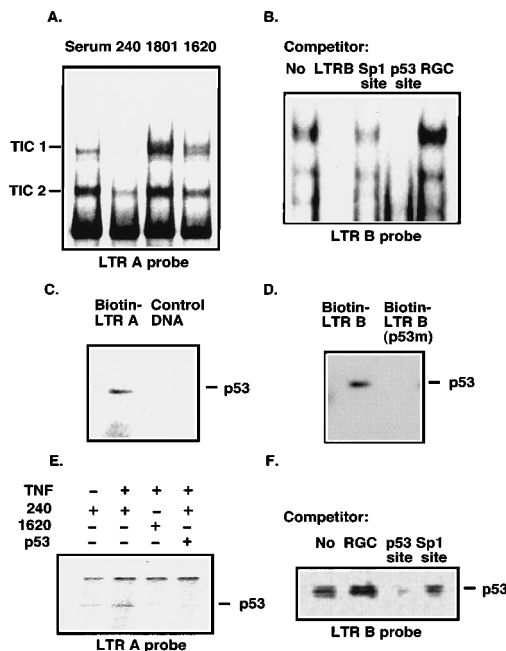 A.
Serum 240 1801 1620
TIC 1
TIC 2
LTR A probe
B.
Competitor:
No LTRB Sp1 site p53 site RGC
LTR B probe
C.
Biotin-LTR A Control DNA
p53
D.
Biotin-LTR B Biotin-LTR B (p53m)
p53
E.
TNF – + + +
240 + + – +
1620 – – + –
p53 – – – +
p53
LTR A probe
F.
Competitor:
No RGC p53 site Sp1 site
p53
LTR B probe